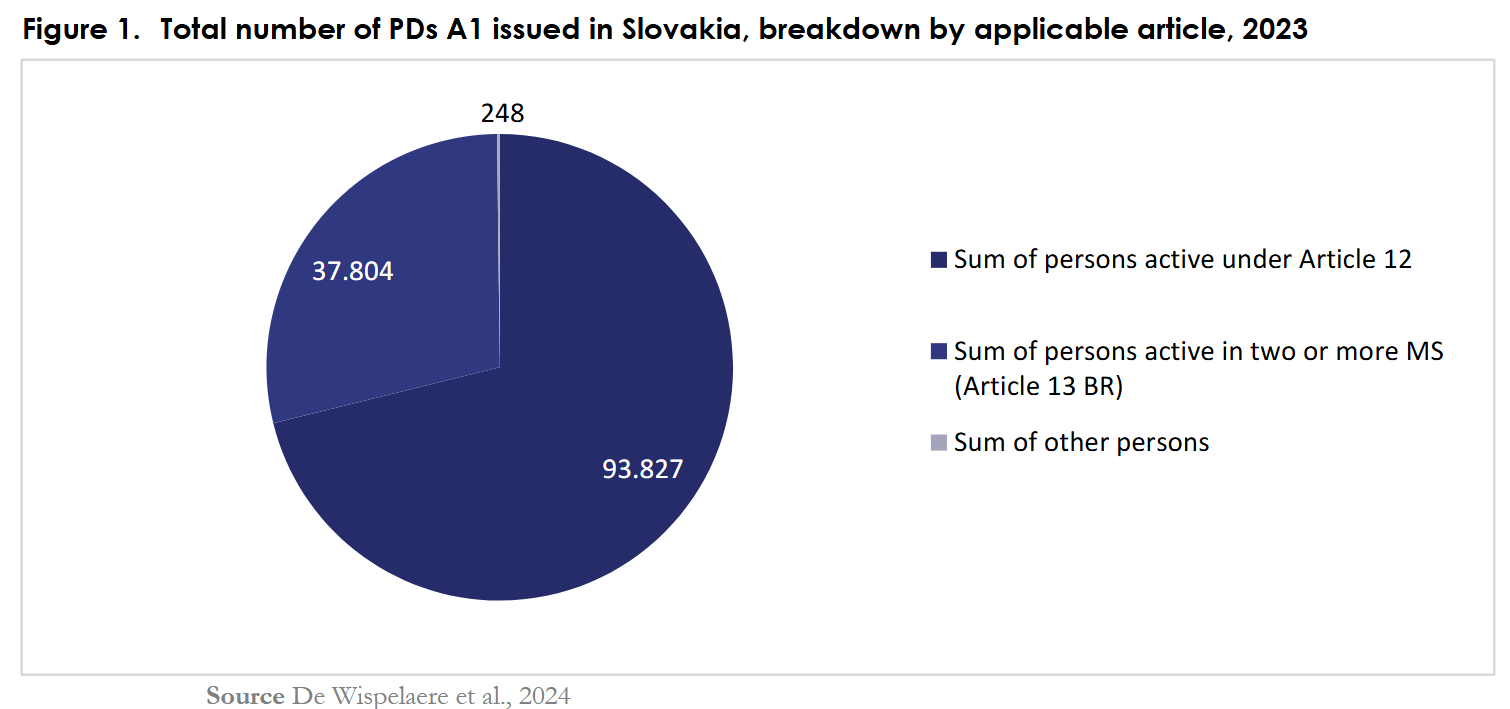 Figure 1. Total number of PDs A1 issued in Slovakia, breakdown by applicable article, 2023
248
37.804
93.827
Sum of persons active under Article 12
Sum of persons active in two or more MS
(Article 13 BR)
Sum of other persons
Source De Wispelaere et al., 2024